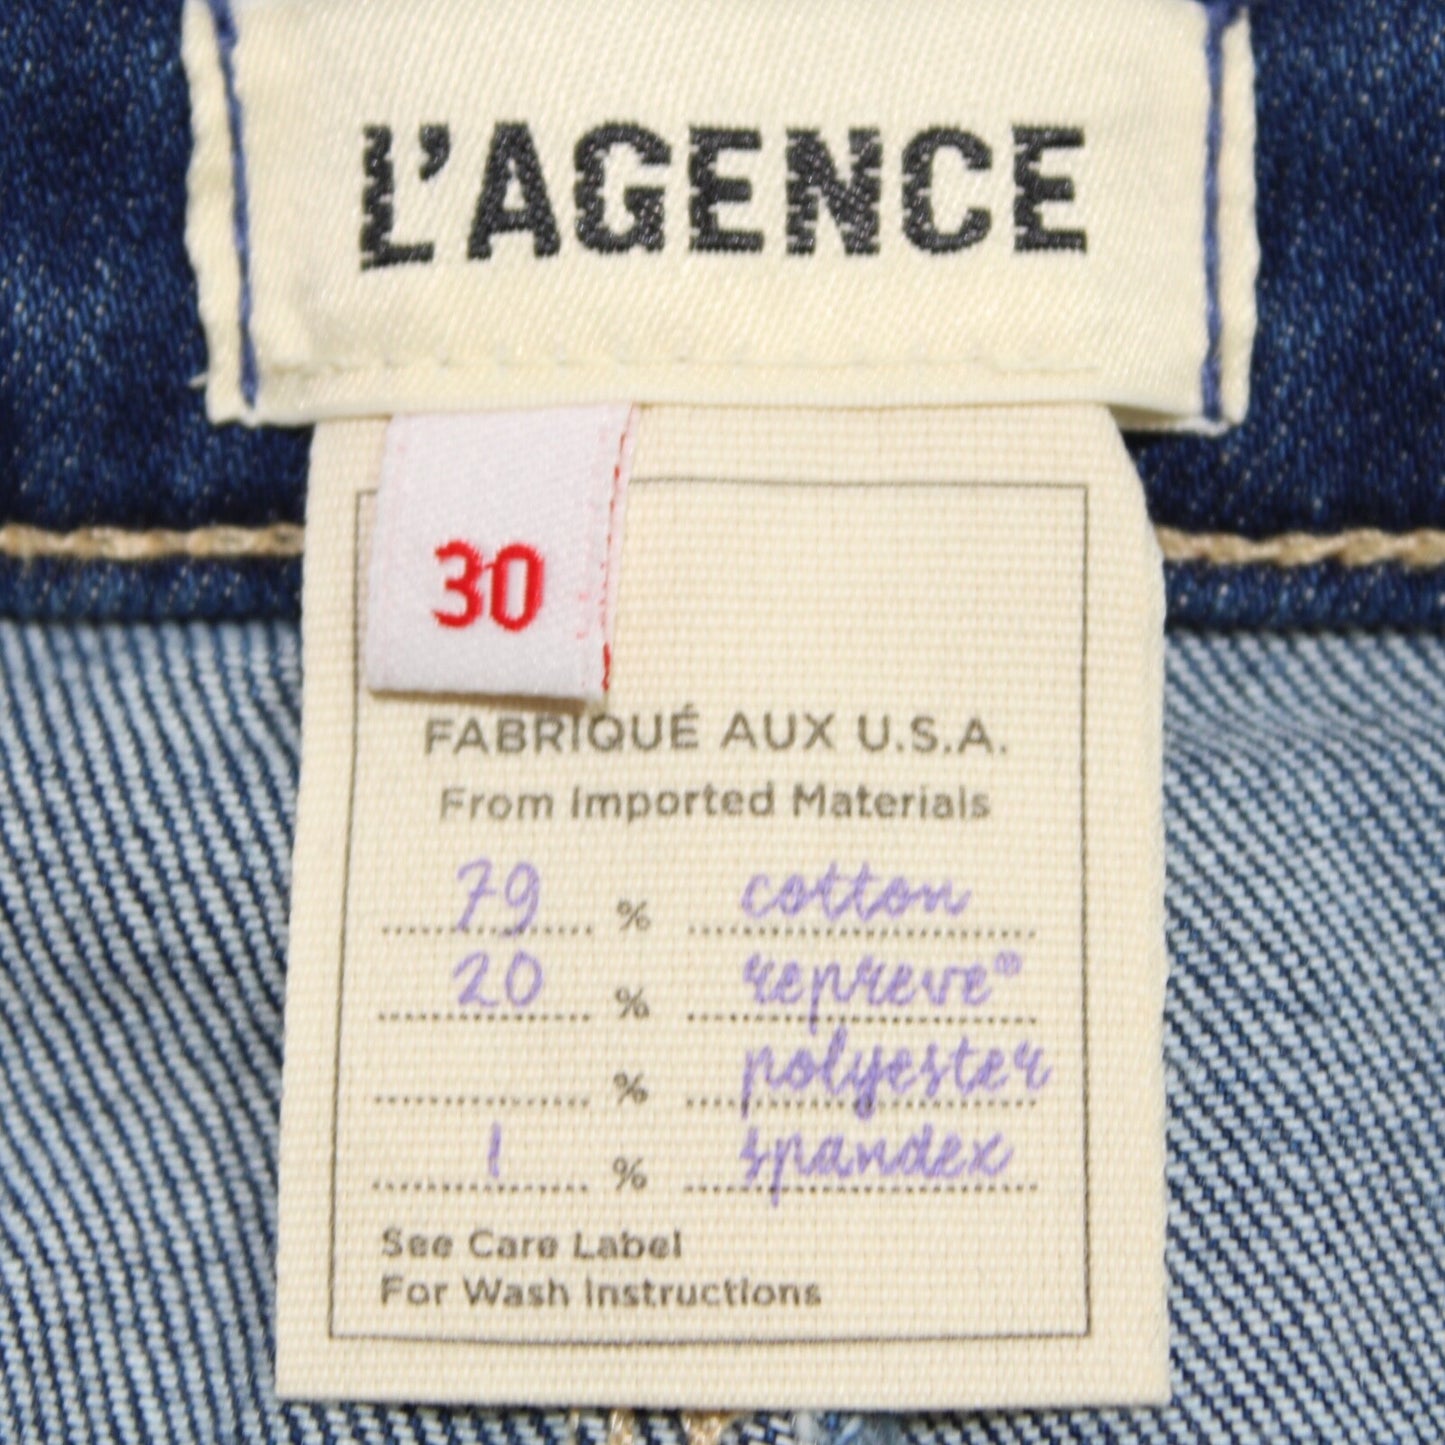 L'AGENCE
30
FABRIQUÉ AUX U.S.A.
From Imported Materials
79 % cotton
20 % repreve®
% polyester
1 % spandex
See Care Label
For Wash Instructions